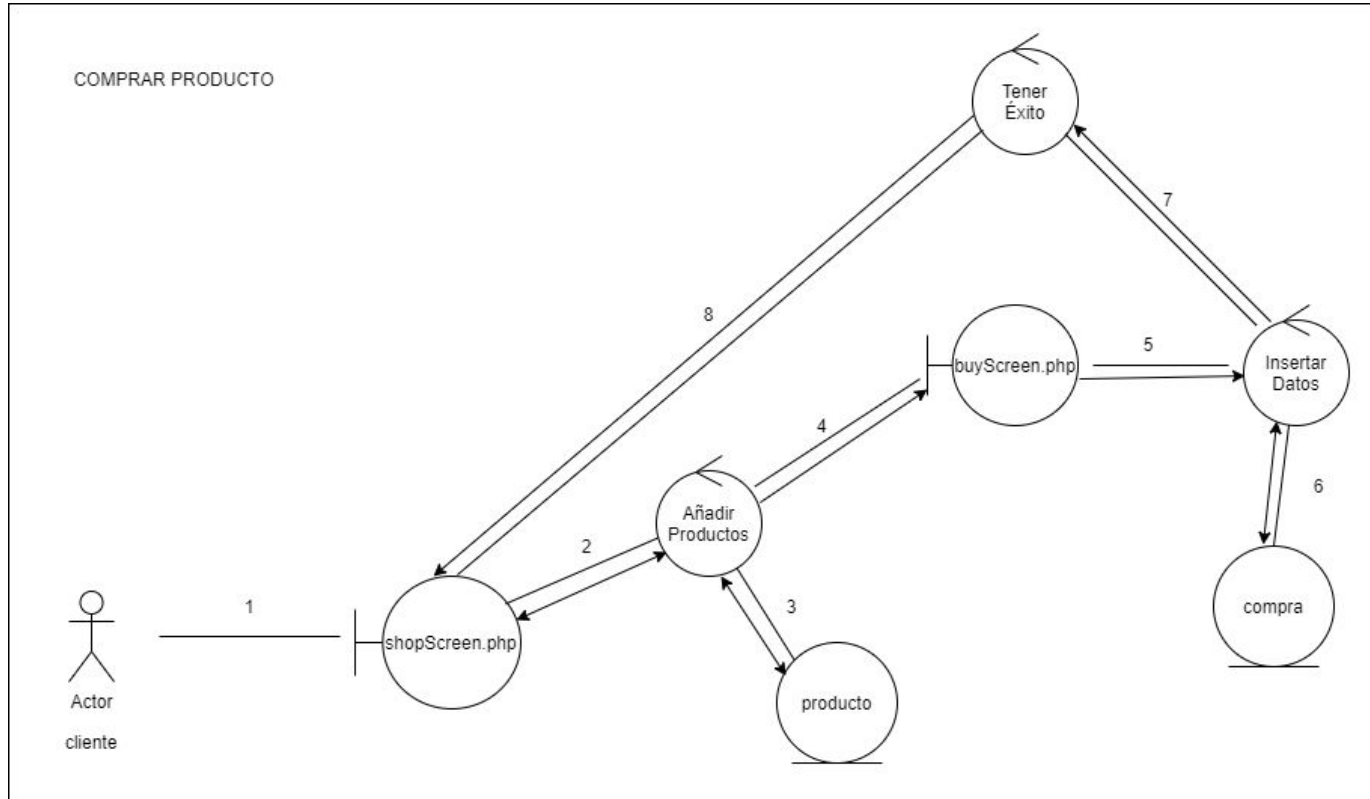 COMPRAR PRODUCTO
Tener
Éxito
7
8
buyScreen.php
5
Insertar
Datos
4
6
Añadir
Productos
2
3
1
shopScreen.php
compra
producto
Actor
cliente